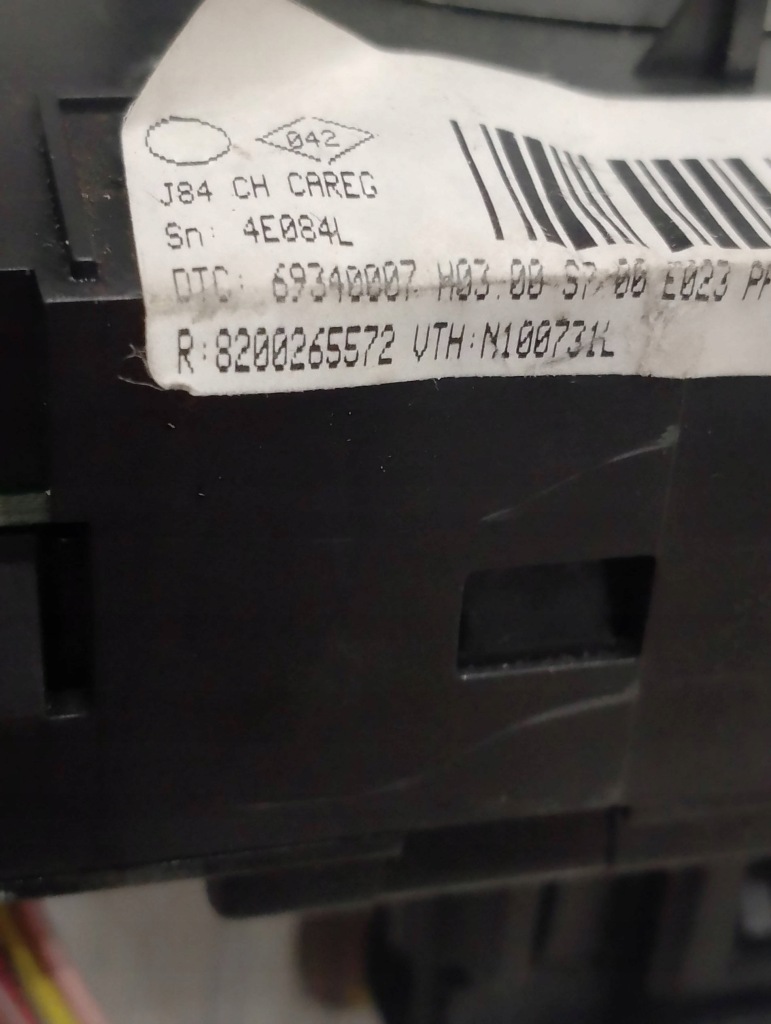 042
J84 CH CAREG
Sn: 4E084L
DTC: 69340007 H03.00 S7.00 E023
R:8200265572 VTH:N100731L